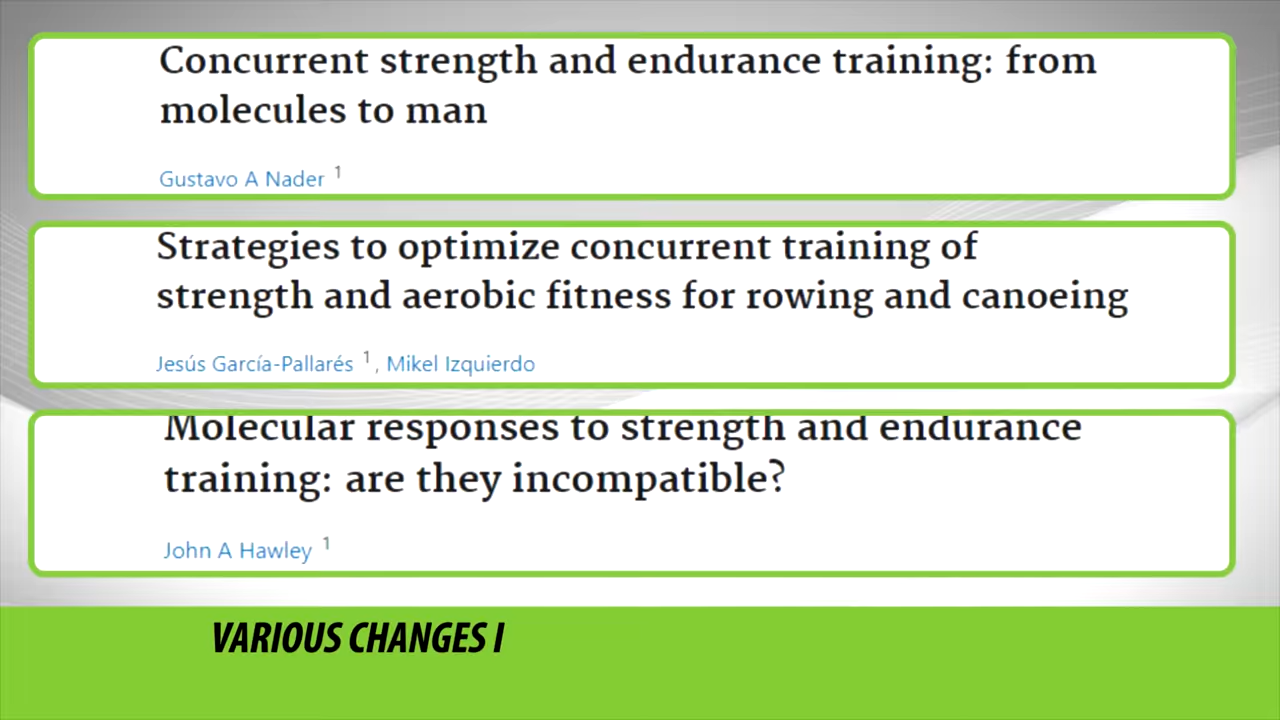 Concurrent strength and endurance training: from
molecules to man
Gustavo A Nader 1
Strategies to optimize concurrent training of
strength and aerobic fitness for rowing and canoeing
Jesús García-Pallarés 1, Mikel Izquierdo
Molecular responses to strength and endurance
training: are they incompatible?
John A Hawley 1
VARIOUS CHANGES I